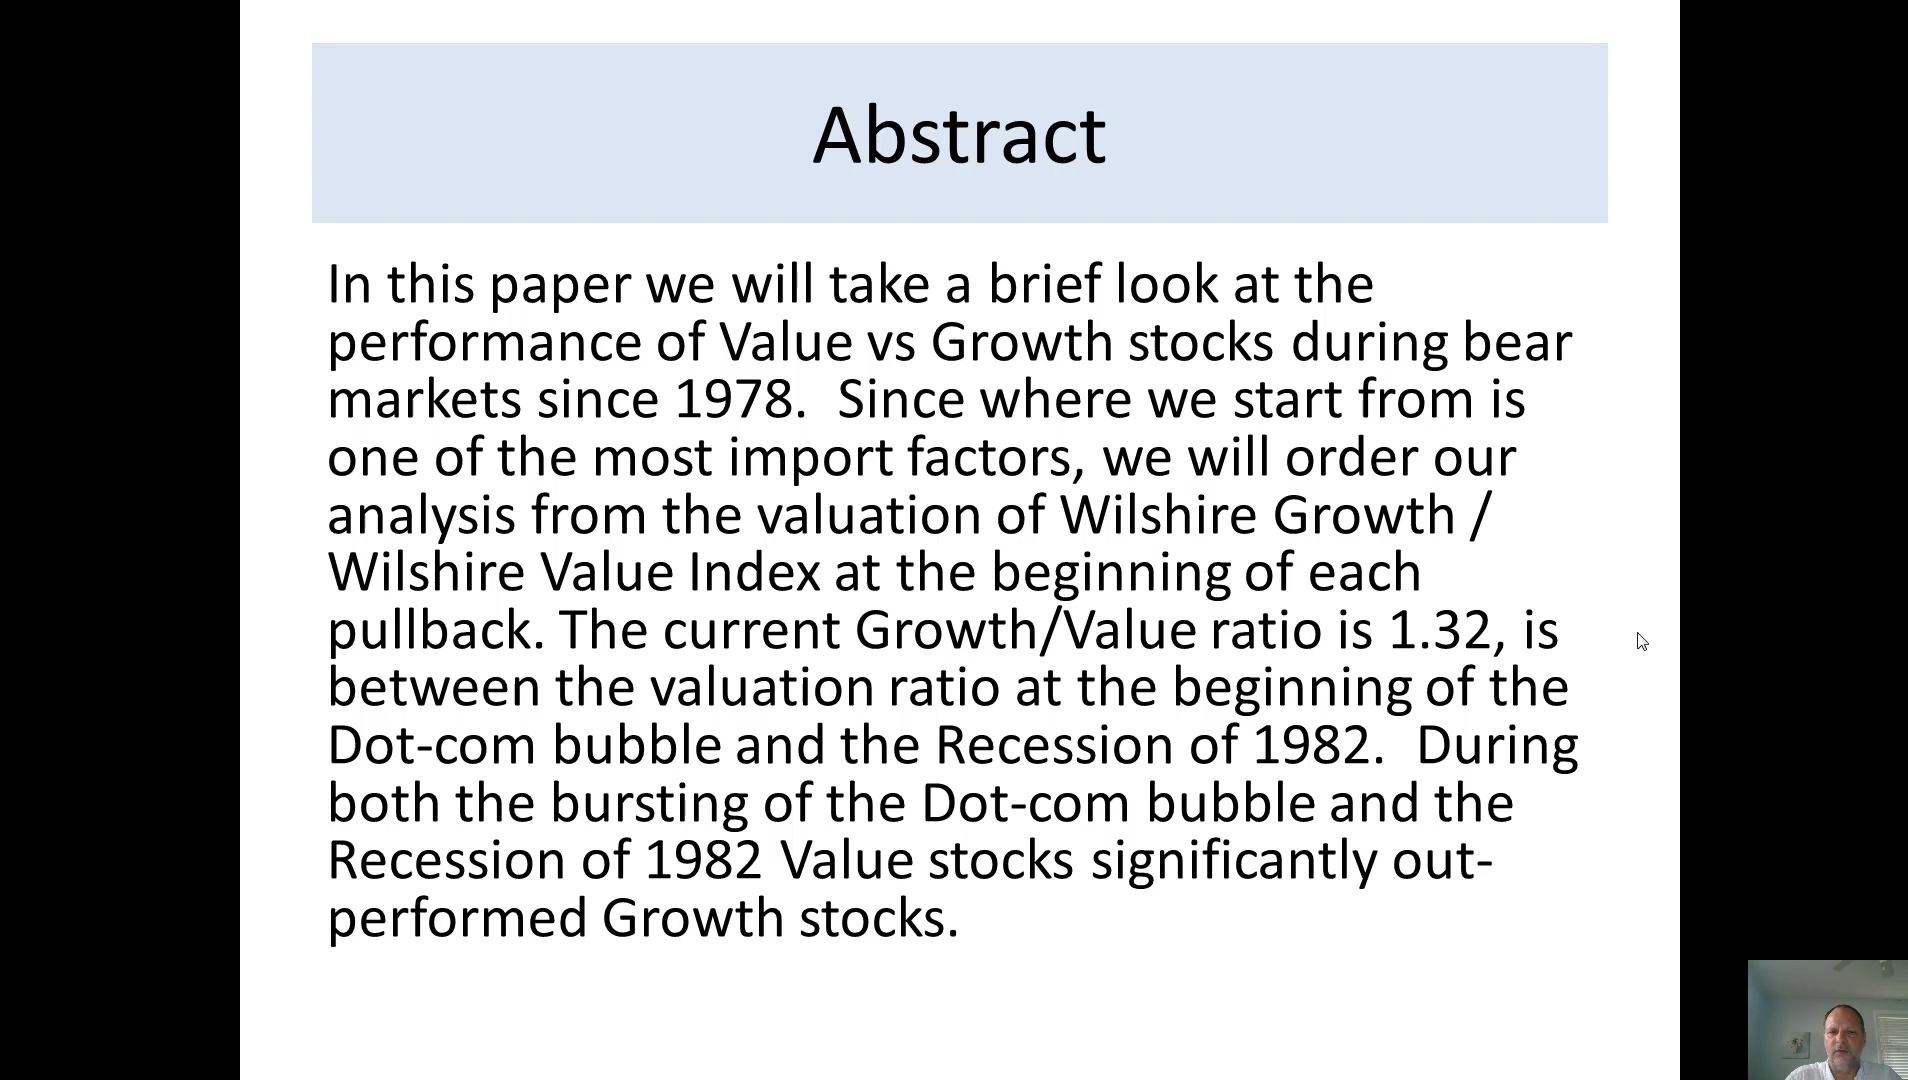 Abstract
In this paper we will take a brief look at the
performance of Value vs Growth stocks during bear
markets since 1978.  Since where we start from is
one of the most import factors, we will order our
analysis from the valuation of Wilshire Growth /
Wilshire Value Index at the beginning of each
pullback. The current Growth/Value ratio is 1.32, is
between the valuation ratio at the beginning of the
Dot-com bubble and the Recession of 1982.  During
both the bursting of the Dot-com bubble and the
Recession of 1982 Value stocks significantly out-
performed Growth stocks.